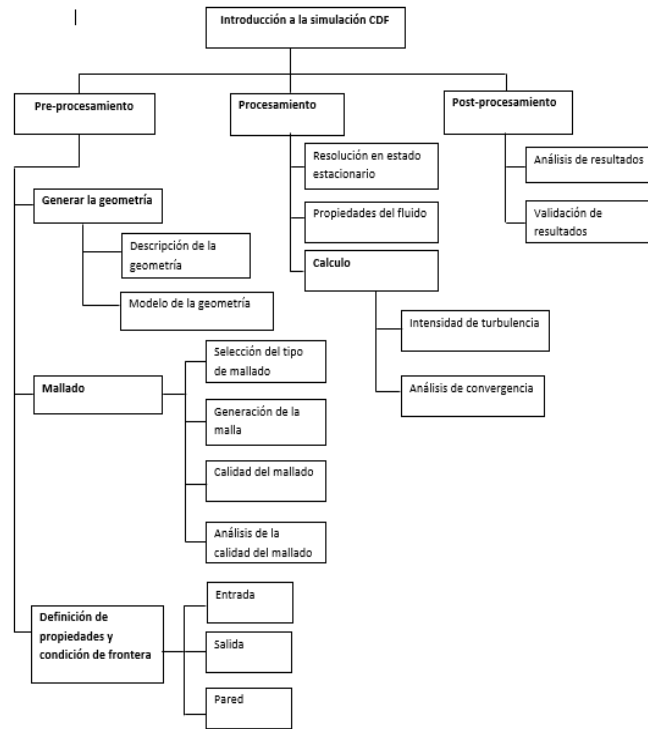 Introducción a la simulación CDF
Pre-procesamiento
Procesamiento
Post-procesamiento
Generar la geometría
Descripción de la
geometría
Modelo de la geometría
Mallado
Selección del tipo
de mallado
Generación de la
malla
Calidad del mallado
Análisis de la
calidad del mallado
Definición de
propiedades y
condición de frontera
Entrada
Salida
Pared
Resolución en estado
estacionario
Propiedades del fluido
Calculo
Intensidad de turbulencia
Análisis de convergencia
Análisis de resultados
Validación de
resultados